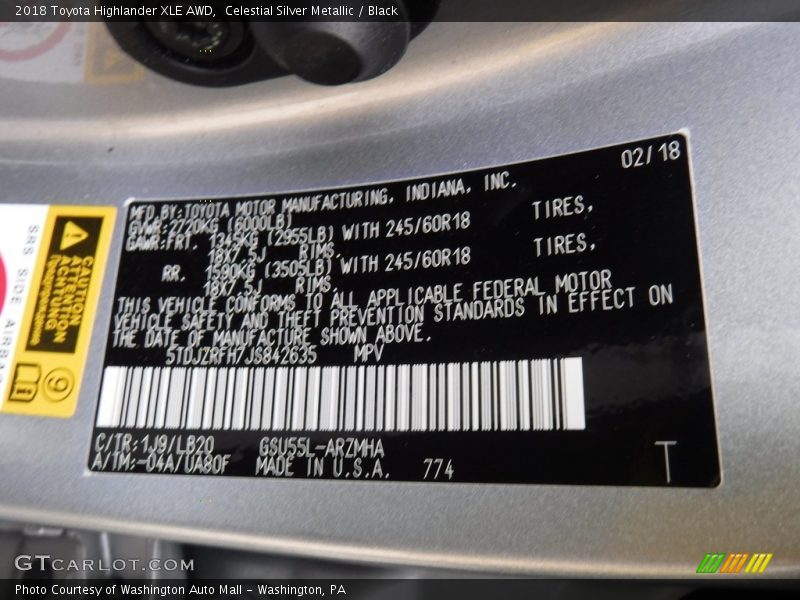 2018 Toyota Highlander XLE AWD,  Celestial Silver Metallic / Black
02/18
MFD.BY:TOYOTA MOTOR MANUFACTURING, INDIANA, INC.
GVWR:2720KG (6000LB)
GAWR:FRT. 1345KG (2955LB) WITH 245/60R18 TIRES,
18X7.5J RIMS.
RR. 1590KG (3505LB) WITH 245/60R18 TIRES,
18X7.5J RIMS.
THIS VEHICLE CONFORMS TO ALL APPLICABLE FEDERAL MOTOR
VEHICLE SAFETY AND THEFT PREVENTION STANDARDS IN EFFECT ON
THE DATE OF MANUFACTURE SHOWN ABOVE.
5TDJZRFH7JS842635 MPV
C/TR:1J9/LB20 GSU55L-ARZMHA
A/TM:-04A/UA80F MADE IN U.S.A. 774
T
SRS SIDE AIRBA
CAUTION
ATTENTION
ACHTUNG
9
GTCARLOT.COM
Photo Courtesy of Washington Auto Mall - Washington, PA